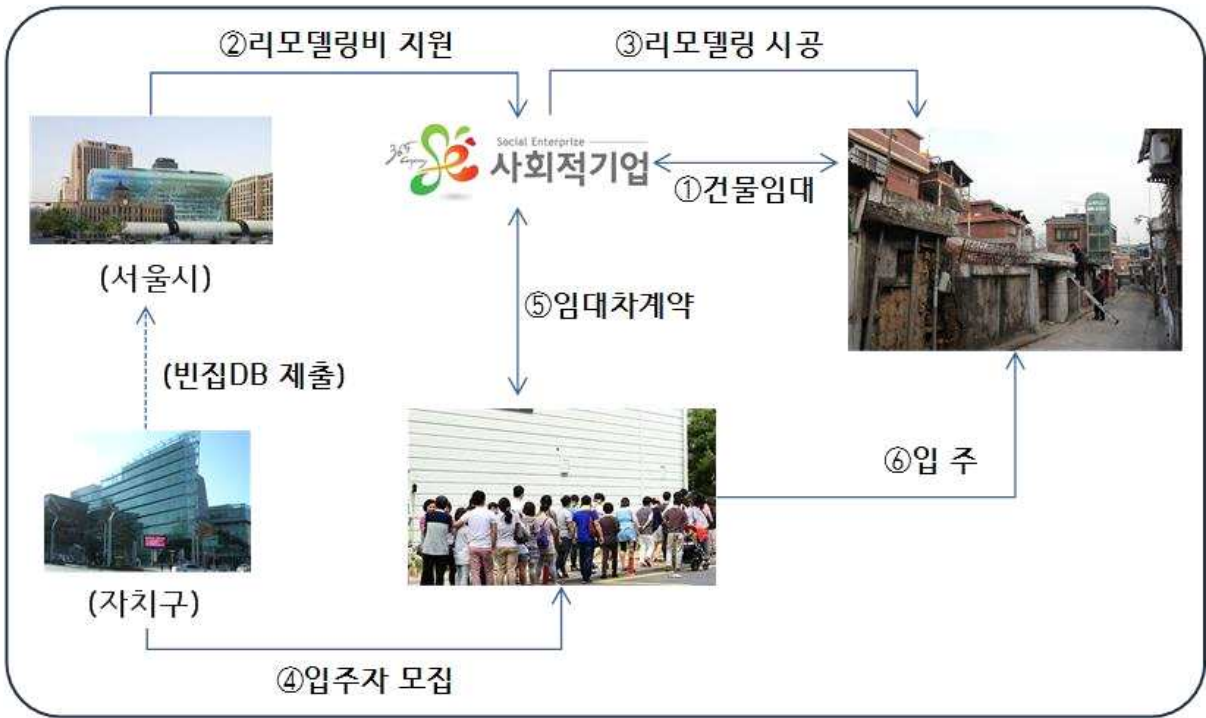 ②리모델링비 지원
③리모델링 시공
365 Company
Social Enterprize
사회적기업
①건물임대
(서울시)
⑤임대차계약
(빈집DB 제출)
⑥입 주
(자치구)
④입주자 모집